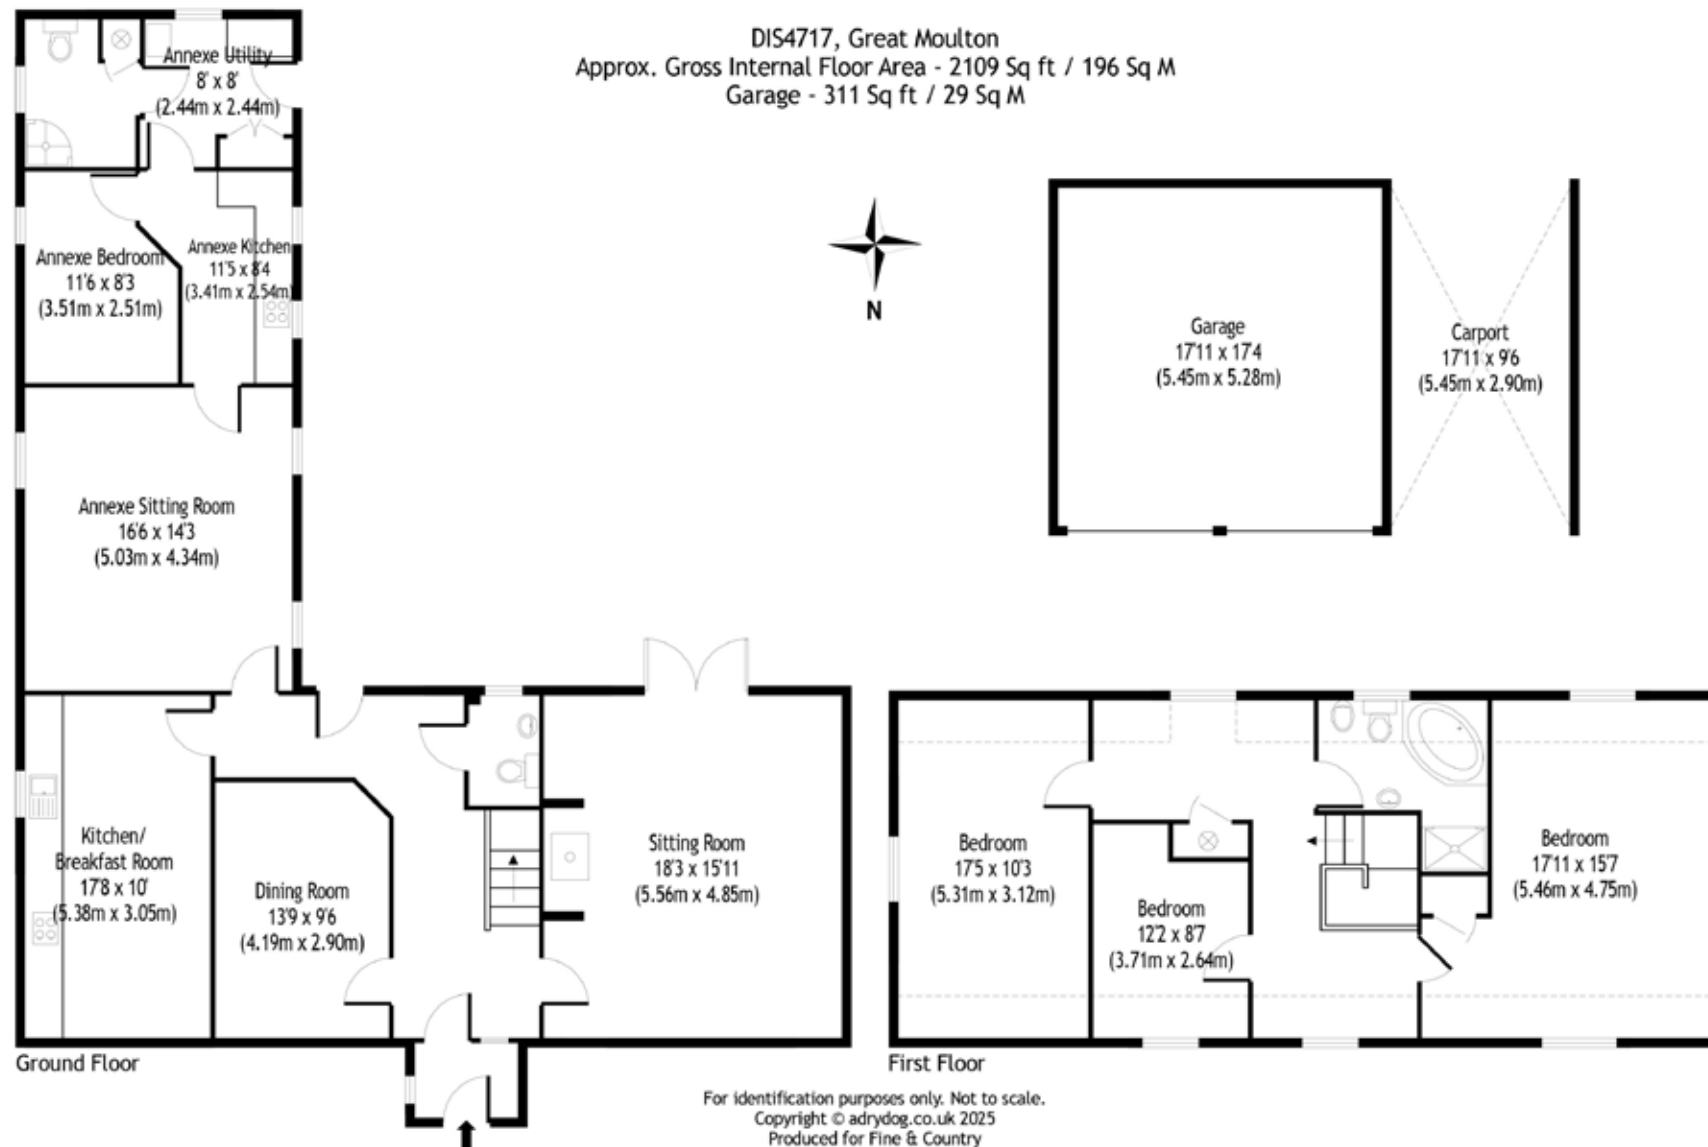 DIS4717, Great Moulton
Approx. Gross Internal Floor Area - 2109 Sq ft / 196 Sq M
Garage - 311 Sq ft / 29 Sq M
Annexe Utility
8' x 8'
(2.44m x 2.44m)
Annexe Bedroom
11'6 x 8'3
(3.51m x 2.51m)
Annexe Kitchen
11'5 x 8'4
(3.41m x 2.54m)
N
Garage
17'11 x 17'4
(5.45m x 5.28m)
Carport
17'11 x 9'6
(5.45m x 2.90m)
Annexe Sitting Room
16'6 x 14'3
(5.03m x 4.34m)
Kitchen/
Breakfast Room
17'8 x 10'
(5.38m x 3.05m)
Dining Room
13'9 x 9'6
(4.19m x 2.90m)
Sitting Room
18'3 x 15'11
(5.56m x 4.85m)
Bedroom
17'5 x 10'3
(5.31m x 3.12m)
Bedroom
12'2 x 8'7
(3.71m x 2.64m)
Bedroom
17'11 x 15'7
(5.46m x 4.75m)
Ground Floor
First Floor
For identification purposes only. Not to scale.
Copyright © adrydog.co.uk 2025
Produced for Fine & Country